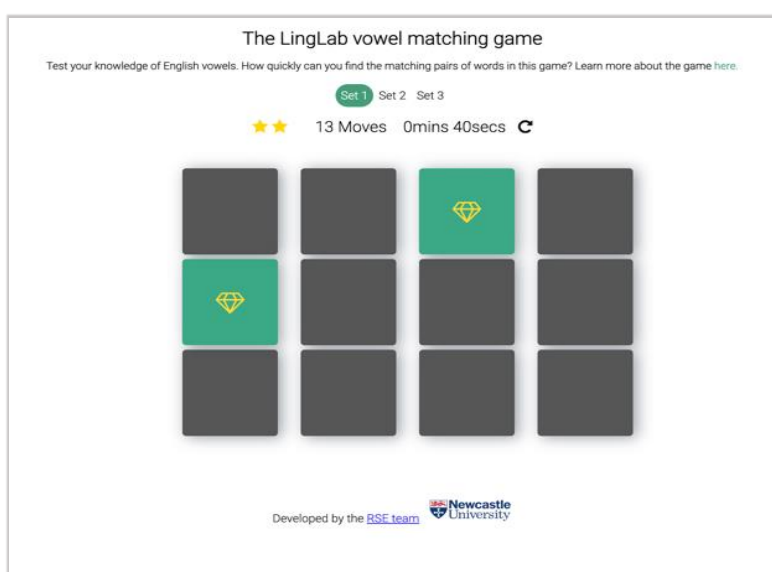 The LingLab vowel matching game
Test your knowledge of English vowels. How quickly can you find the matching pairs of words in this game? Learn more about the game here.
Set 1 Set 2 Set 3
13 Moves 0mins 40secs
Developed by the RSE team
Newcastle
University